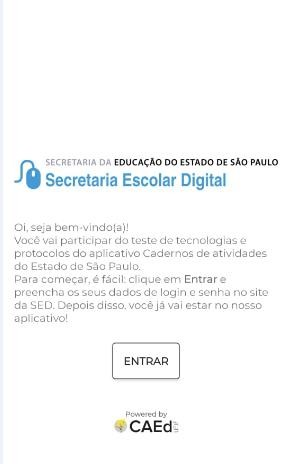 SECRETARIA DA EDUCAÇÃO DO ESTADO DE SÃO PAULO
Secretaria Escolar Digital
Oi, seja bem-vindo(a)!
Você vai participar do teste de tecnologias e
protocolos do aplicativo Cadernos de atividades
do Estado de São Paulo.
Para começar, é fácil: clique em Entrar e
preencha os seus dados de login e senha no site
da SED. Depois disso, você já vai estar no nosso
aplicativo!
ENTRAR
Powered by
CAEd